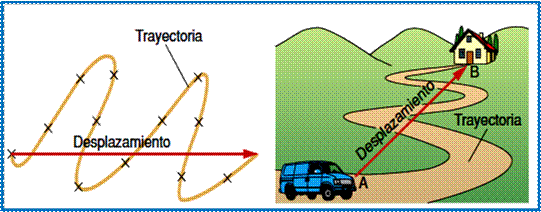 Trayectoria
Desplazamiento
B
Desplazamiento
Trayectoria
A